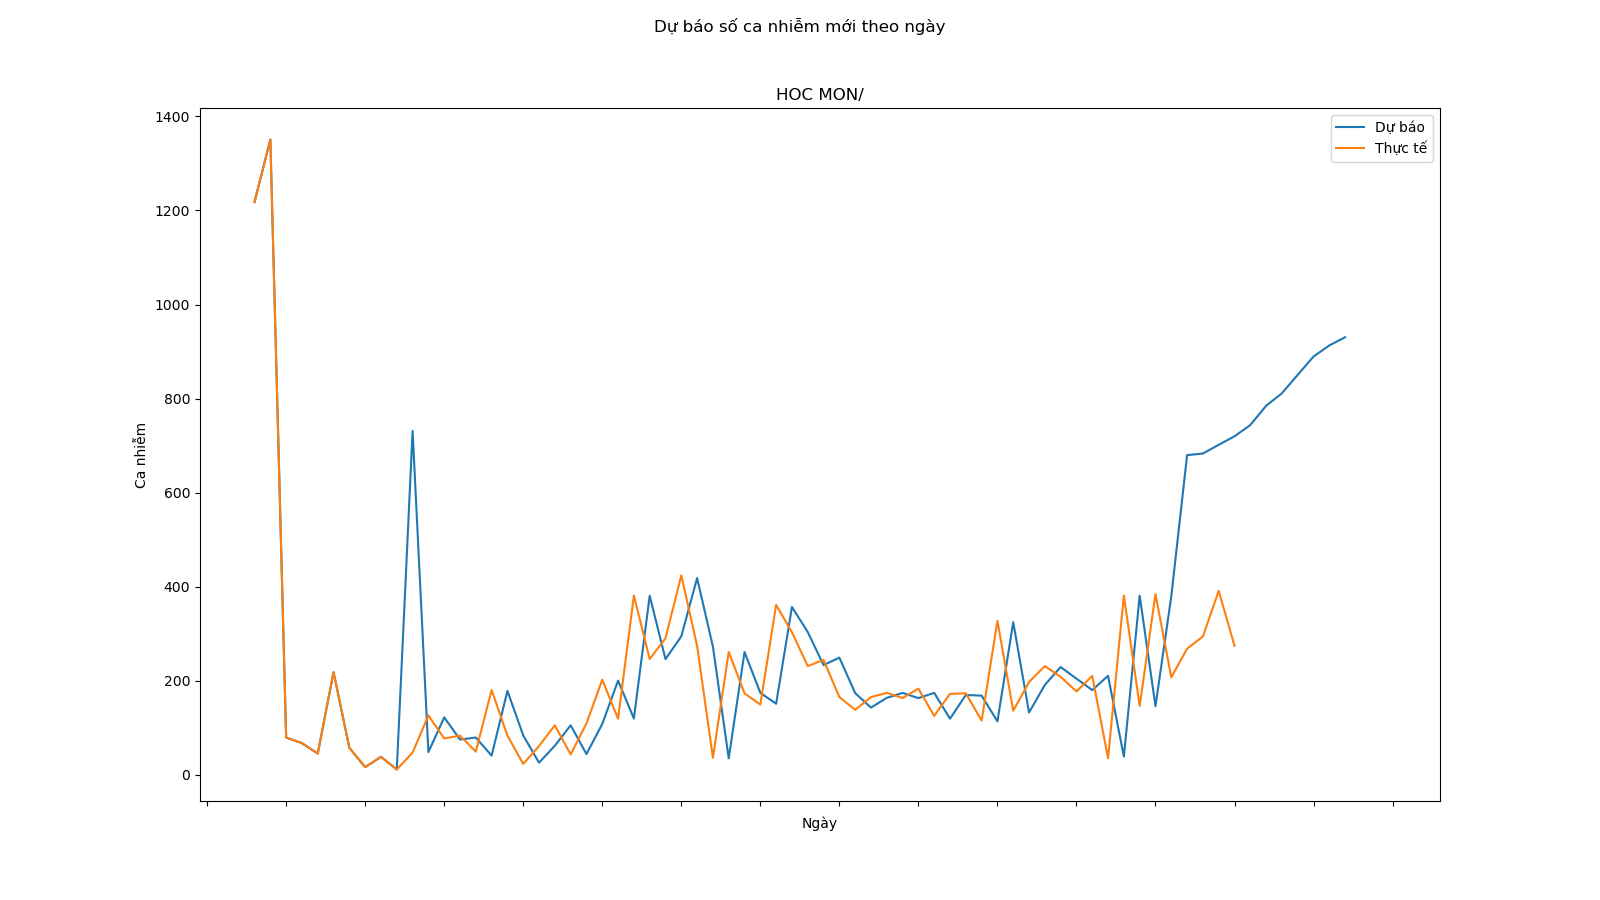 Dự báo số ca nhiễm mới theo ngày
HOC MON/
1400
1200
1000
800
600
400
200
0
Ca nhiễm
Dự báo
Thực tế
Ngày